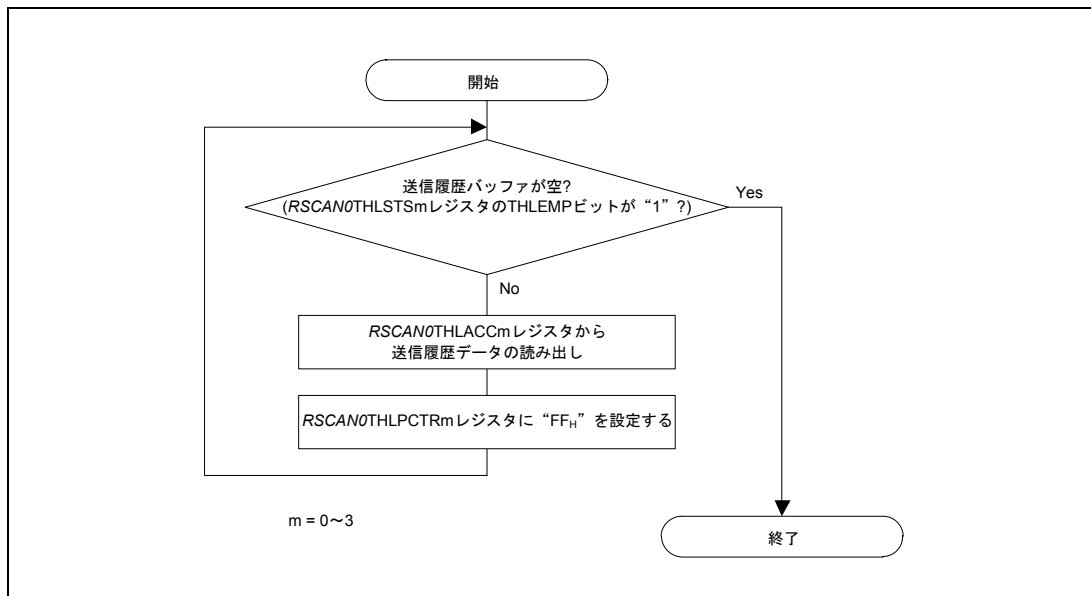 開始
送信履歴バッファが空?
(RSCAN0THLSTSmレジスタのTHLEMPビットが“1”?)
Yes
No
RSCAN0THLACCmレジスタから
送信履歴データの読み出し
RSCAN0THLPCTRmレジスタに“FFH”を設定する
m = 0～3
終了